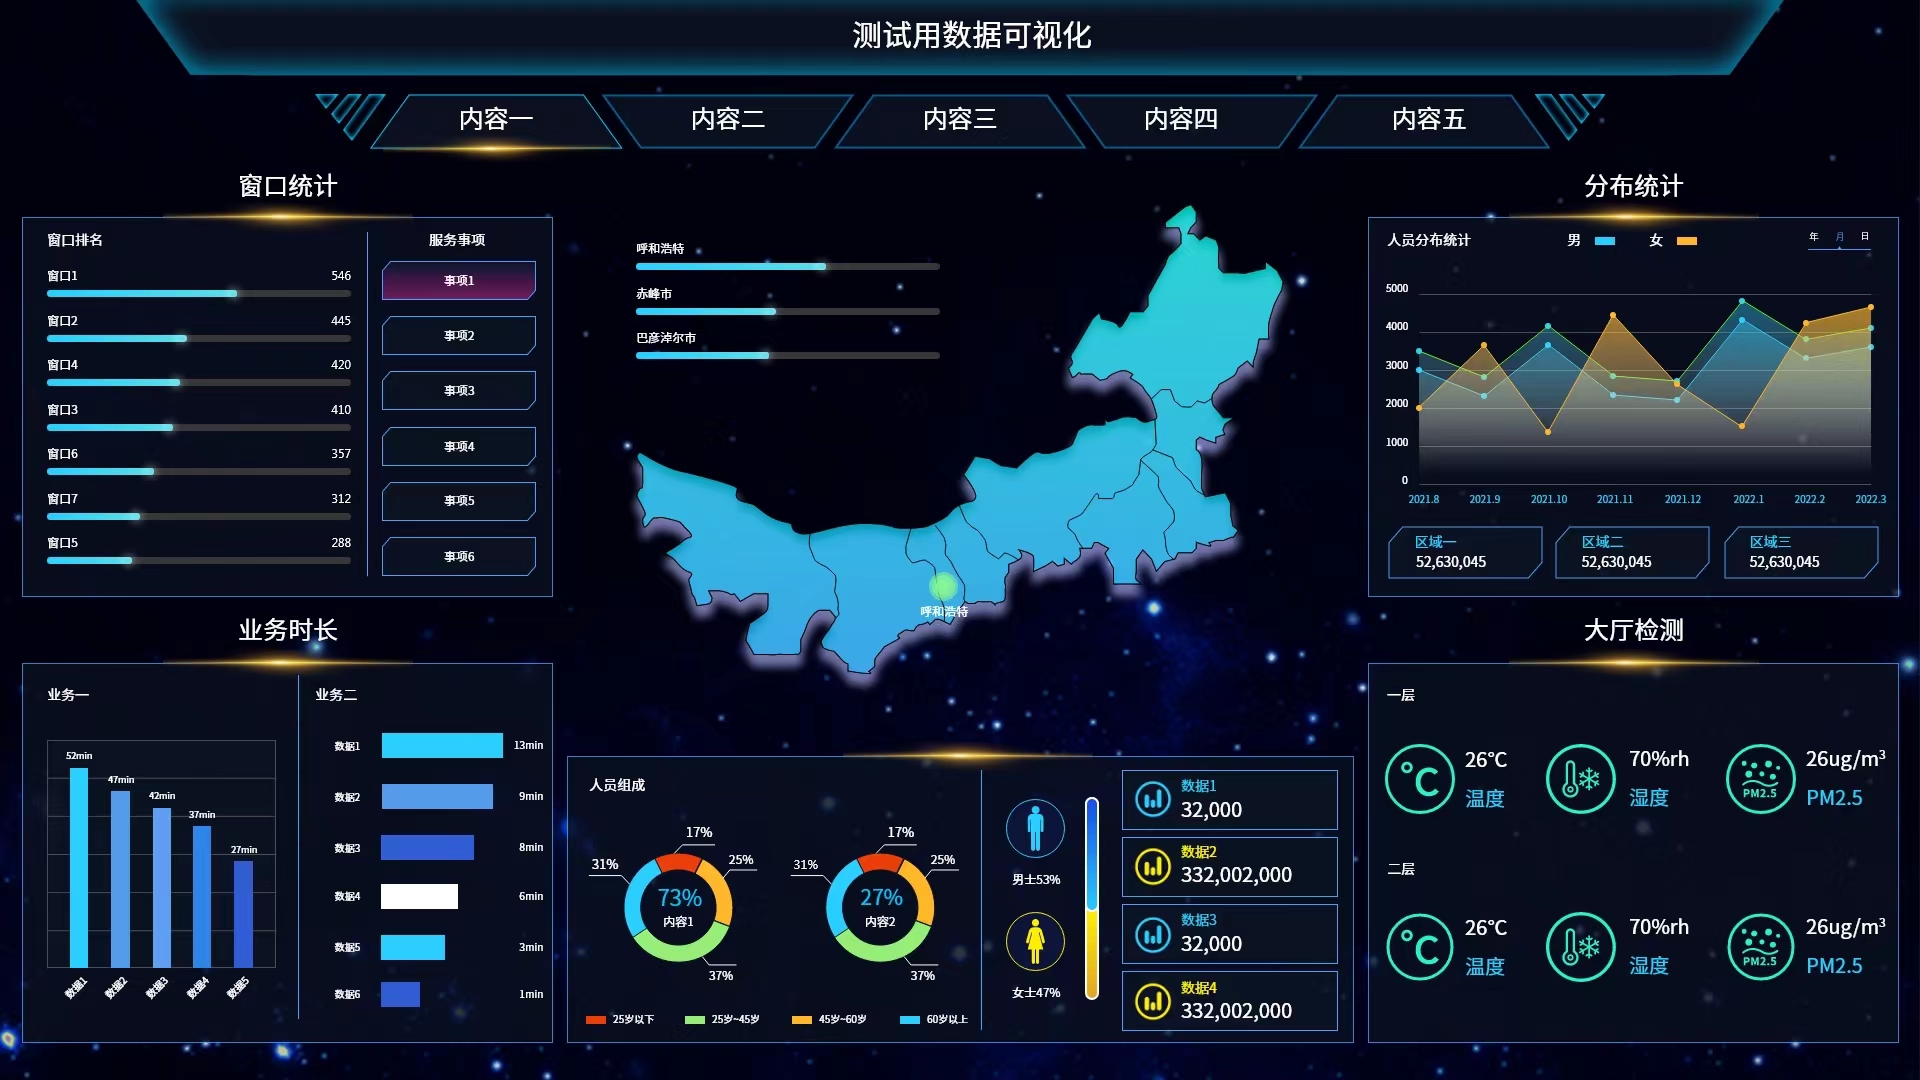 测试用数据可视化
内容一
内容二
内容三
内容四
内容五
窗口统计
窗口排名
窗口1 546
窗口2 445
窗口4 420
窗口3 410
窗口6 357
窗口7 312
窗口5 288
服务事项
事项1
事项2
事项3
事项4
事项5
事项6
呼和浩特
赤峰市
巴彦淖尔市
呼和浩特
分布统计
人员分布统计
男
女
年 月 日
5000
4000
3000
2000
1000
0
2021.8 2021.9 2021.10 2021.11 2021.12 2022.1 2022.2 2022.3
区域一
52,630,045
区域二
52,630,045
区域三
52,630,045
业务时长
业务一
52min
47min
42min
37min
27min
数据1
数据2
数据3
数据4
数据5
业务二
数据1 13min
数据2 9min
数据3 8min
数据4 6min
数据5 3min
数据6 1min
人员组成
17%
31%
25%
73%
内容1
37%
17%
31%
25%
27%
内容2
37%
25岁以下
25岁~45岁
45岁~60岁
60岁以上
男士53%
女士47%
数据1
32,000
数据2
332,002,000
数据3
32,000
数据4
332,002,000
大厅检测
一层
°C
26℃
温度
70%rh
湿度
PM2.5
26ug/m³
PM2.5
二层
°C
26℃
温度
70%rh
湿度
PM2.5
26ug/m³
PM2.5